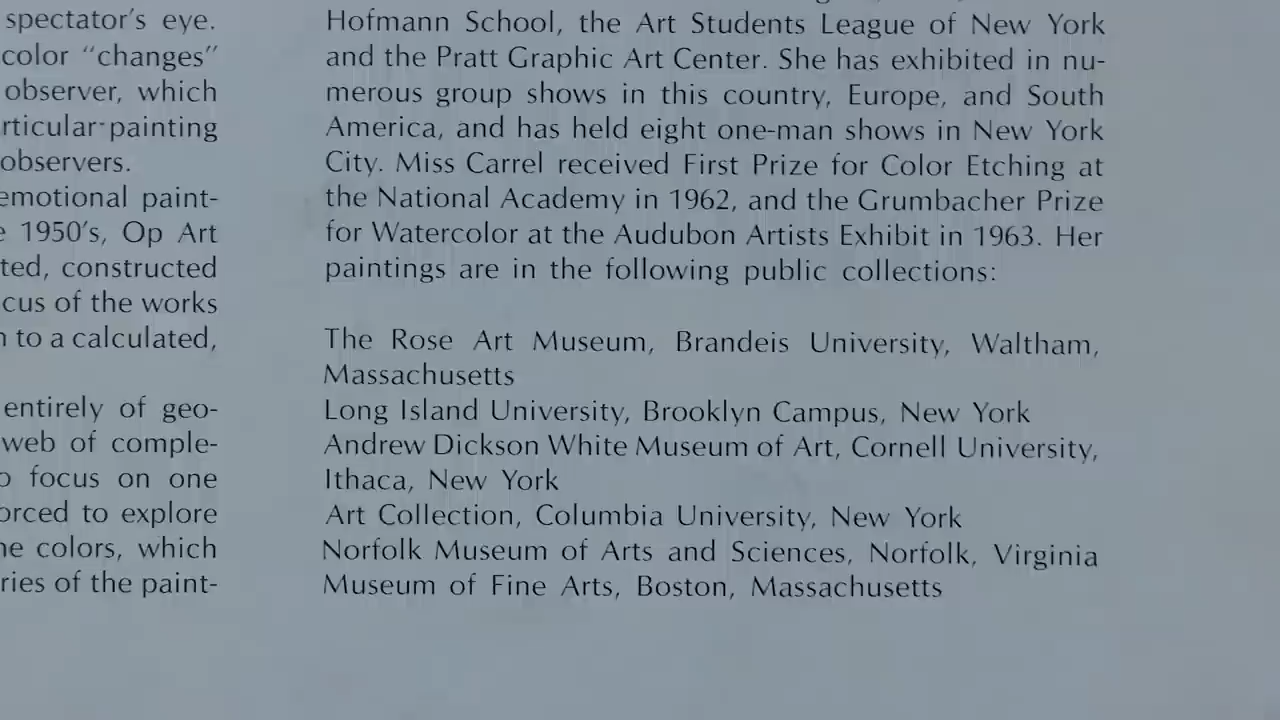 spectator's eye.
color “changes”
observer, which
painting
observers.
emotional paint-
1950's, Op Art
constructed
of the works
to a calculated,
entirely of geo-
web of comple-
focus on one
to explore
colors, which
of the paint-
Hofmann School, the Art Students League of New York
and the Pratt Graphic Art Center. She has exhibited in nu-
merous group shows in this country, Europe, and South
America, and has held eight one-man shows in New York
City. Miss Carrel received First Prize for Color Etching at
the National Academy in 1962, and the Grumbacher Prize
for Watercolor at the Audubon Artists Exhibit in 1963. Her
paintings are in the following public collections:
The Rose Art Museum, Brandeis University, Waltham,
Massachusetts
Long Island University, Brooklyn Campus, New York
Andrew Dickson White Museum of Art, Cornell University,
Ithaca, New York
Art Collection, Columbia University, New York
Norfolk Museum of Arts and Sciences, Norfolk, Virginia
Museum of Fine Arts, Boston, Massachusetts